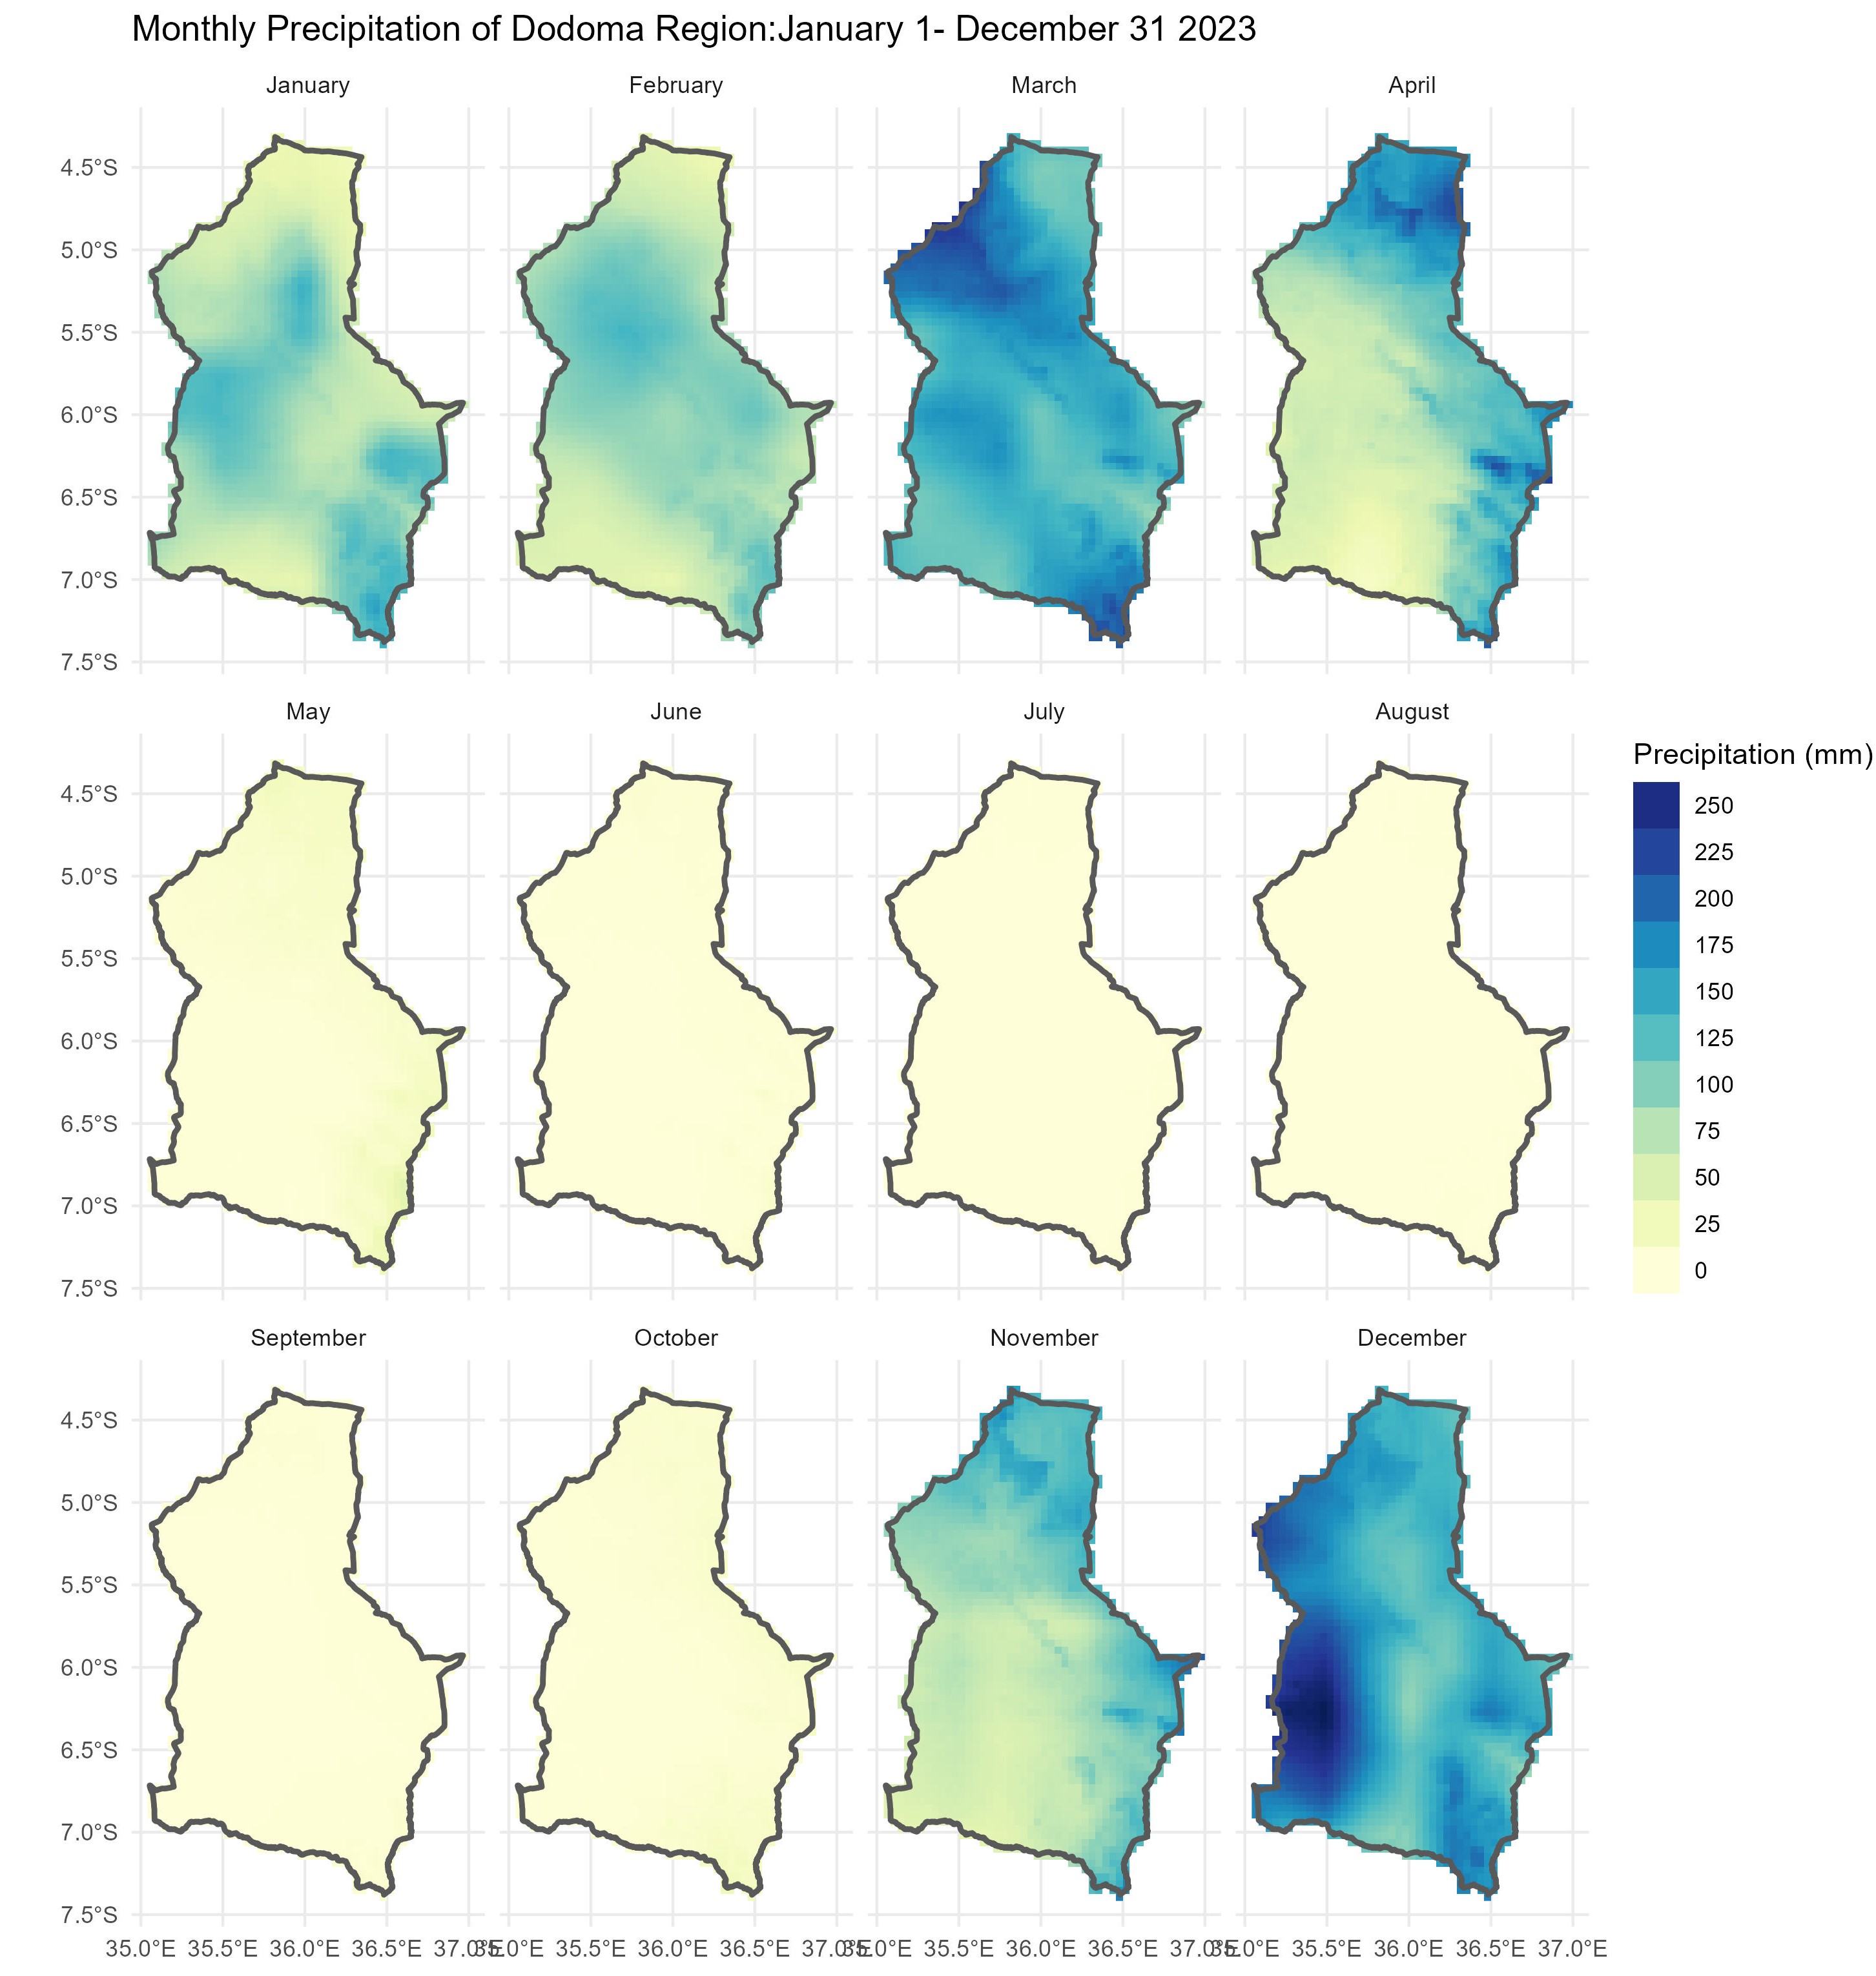 Monthly Precipitation of Dodoma Region:January 1- December 31 2023
January February March April
4.5°S
5.0°S
5.5°S
6.0°S
6.5°S
7.0°S
7.5°S
May June July August
4.5°S
5.0°S
5.5°S
6.0°S
6.5°S
7.0°S
7.5°S
Precipitation (mm)
250
225
200
175
150
125
100
75
50
25
0
September October November December
4.5°S
5.0°S
5.5°S
6.0°S
6.5°S
7.0°S
7.5°S
35.0°E 35.5°E 36.0°E 36.5°E 37.0°E 35.0°E 35.5°E 36.0°E 36.5°E 37.0°E 35.0°E 35.5°E 36.0°E 36.5°E 37.0°E 35.0°E 35.5°E 36.0°E 36.5°E 37.0°E